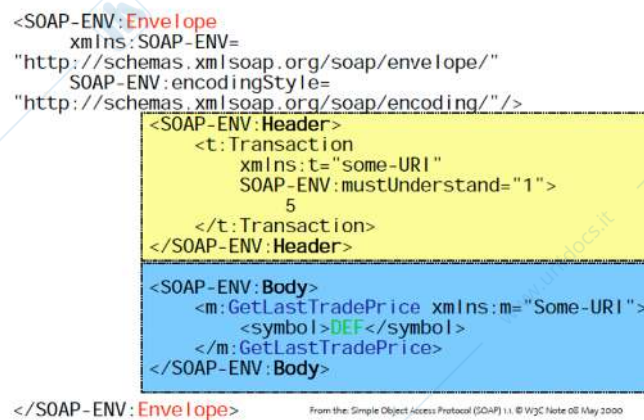 <SOAP-ENV:Envelope
xmlns:SOAP-ENV=
"http://schemas.xmlsoap.org/soap/envelope/"
SOAP-ENV:encodingStyle=
"http://schemas.xmlsoap.org/soap/encoding/"/>
<SOAP-ENV:Header>
<t:Transaction
xmlns:t="some-URI"
SOAP-ENV:mustUnderstand="1">
5
</t:Transaction>
</SOAP-ENV:Header>
<SOAP-ENV:Body>
<m:GetLastTradePrice xmlns:m="Some-URI">
<symbol>DEF</symbol>
</m:GetLastTradePrice>
</SOAP-ENV:Body>
</SOAP-ENV:Envelope>
From the: Simple Object Access Protocol (SOAP) 1.1. © W3C Note 08 May 2000